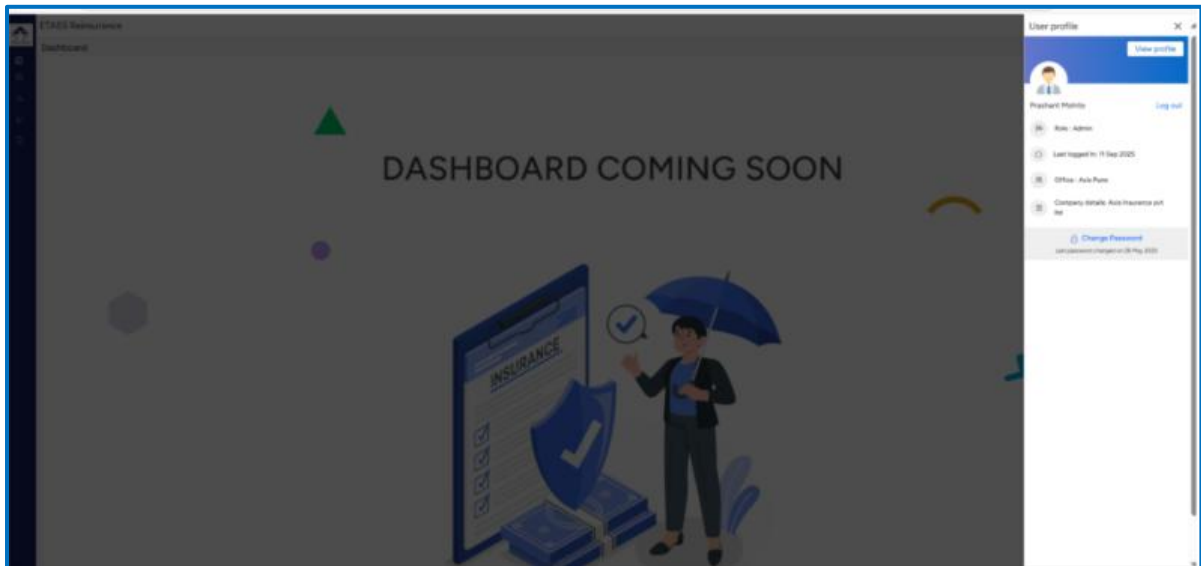 Reinsurance
Dashboard
DASHBOARD COMING SOON
INSURANCE
User profile
View profile
Prashant
Log out
Role : Admin
Last logged In: 11 Sep 2025
Office : Axis Pune
Company details: Axis Insurance pvt
ltd
Change Password
Last password changed on 28 May, 2025